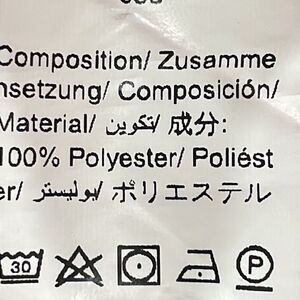 Composition/ Zusamme
nsetzung/ Composición/
Material/ تكوين/ 成分:
100% Polyester/ Poliést
er/ بوليستر/ ポリエステル
30 P